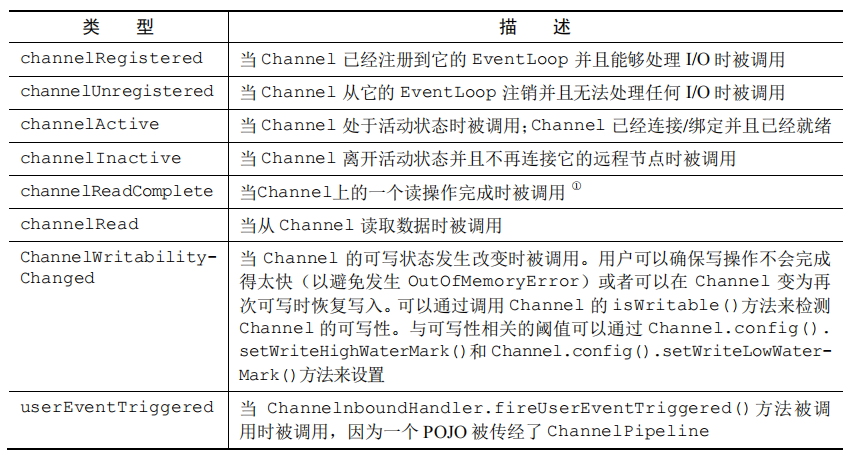 类 型 描 述
channelRegistered 当 Channel 已经注册到它的 EventLoop 并且能够处理 I/O 时被调用
channelUnregistered 当 Channel 从它的 EventLoop 注销并且无法处理任何 I/O 时被调用
channelActive 当 Channel 处于活动状态时被调用;Channel 已经连接/绑定并且已经就绪
channelInactive 当 Channel 离开活动状态并且不再连接它的远程节点时被调用
channelReadComplete 当Channel上的一个读操作完成时被调用 ①
channelRead 当从 Channel 读取数据时被调用
ChannelWritability- 当 Channel 的可写状态发生改变时被调用。用户可以确保写操作不会完成
Changed 得太快（以避免发生 OutOfMemoryError）或者可以在 Channel 变为再
次可写时恢复写入。可以通过调用 Channel 的 isWritable()方法来检测
Channel 的可写性。与可写性相关的阈值可以通过 Channel.config().
setWriteHighWaterMark()和 Channel.config().setWriteLowWater-
Mark()方法来设置
userEventTriggered 当 ChannelnboundHandler.fireUserEventTriggered()方法被调
用时被调用，因为一个 POJO 被传经了 ChannelPipeline